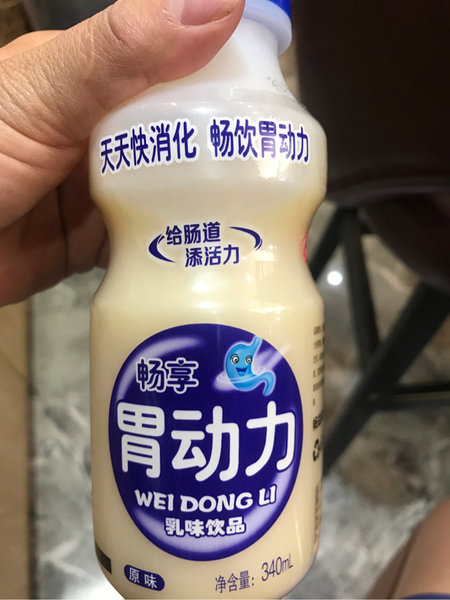 天天快消化 畅饮胃动力
给肠道
添活力
畅享
胃动力
WEI DONG LI
乳味饮品
原味
净含量: 340mL